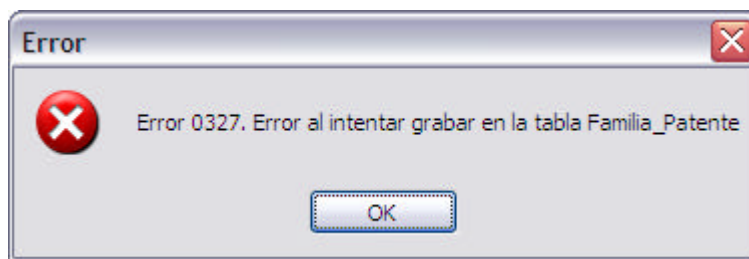 Error
Error 0327. Error al intentar grabar en la tabla Familia_Patente
OK